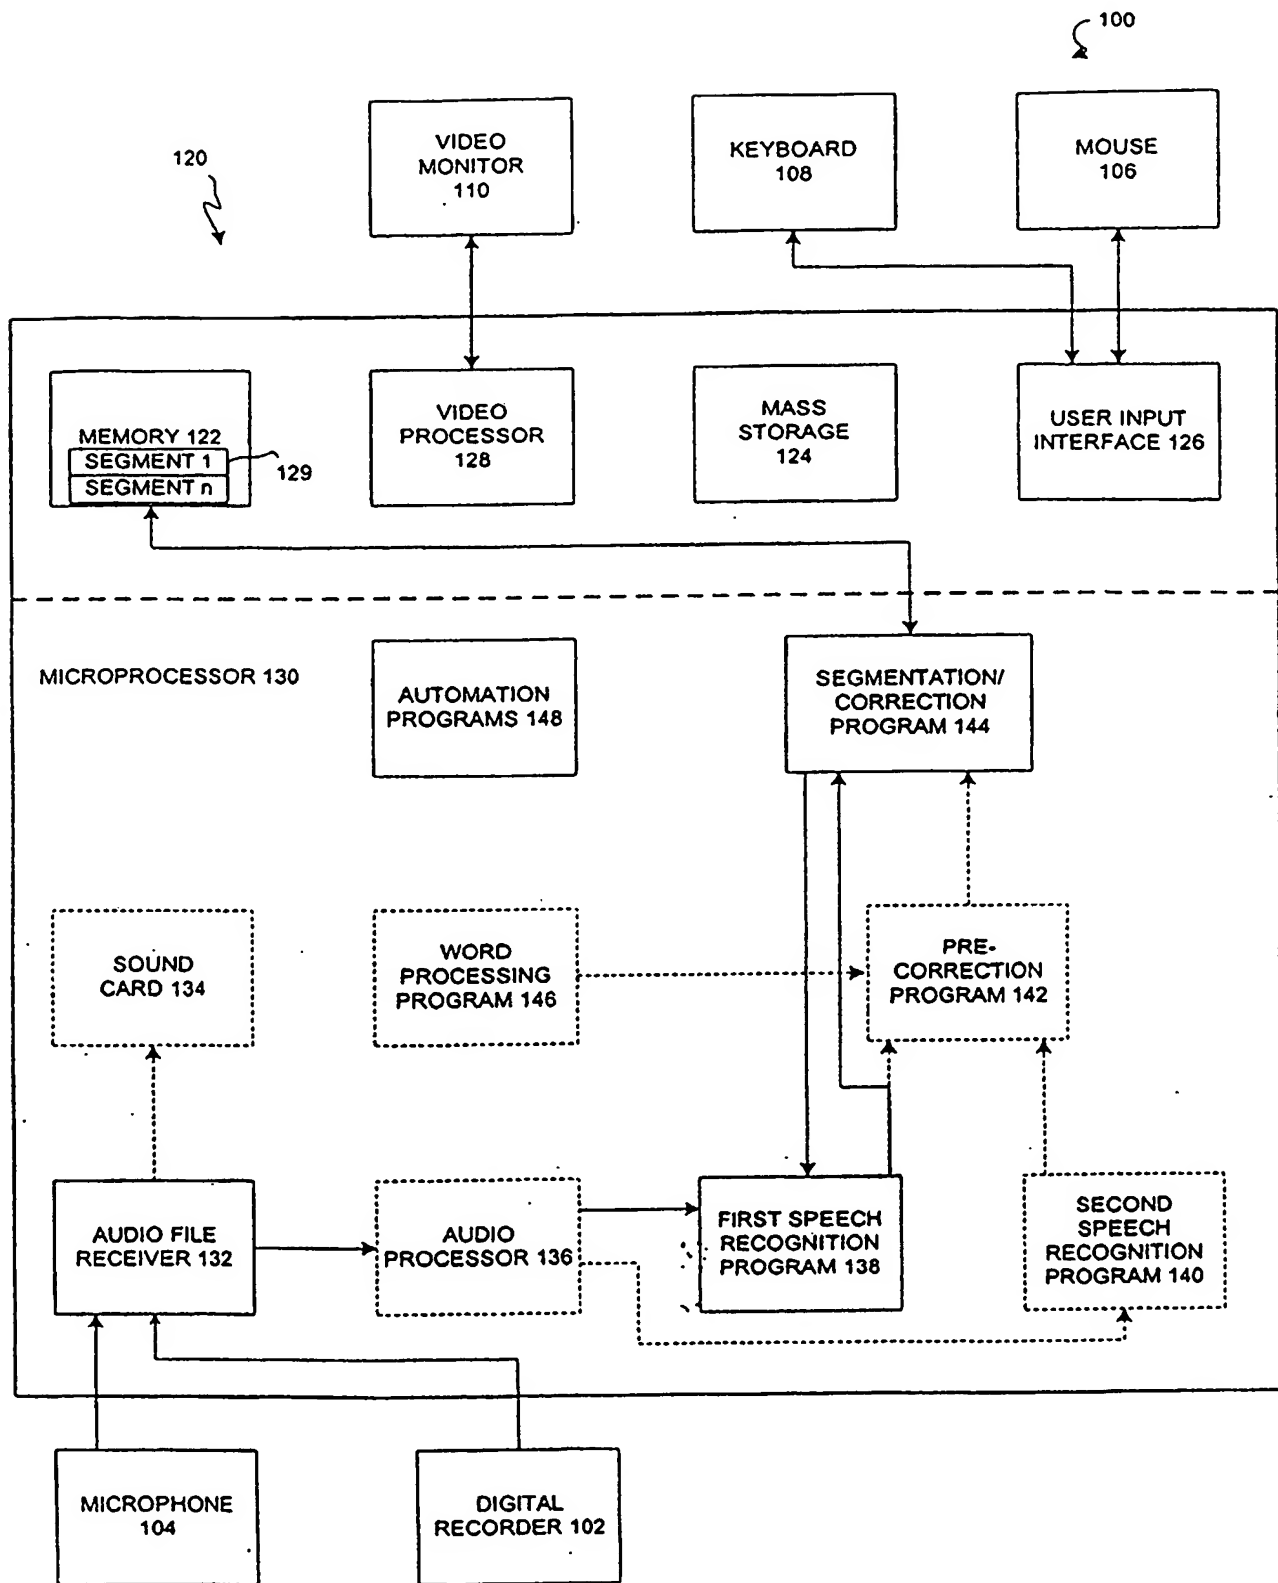 100
120
VIDEO
MONITOR
110
KEYBOARD
108
MOUSE
106
MEMORY 122
SEGMENT 1
SEGMENT n
129
VIDEO
PROCESSOR
128
MASS
STORAGE
124
USER INPUT
INTERFACE 126
MICROPROCESSOR 130
AUTOMATION
PROGRAMS 148
SEGMENTATION/
CORRECTION
PROGRAM 144
SOUND
CARD 134
WORD
PROCESSING
PROGRAM 146
PRE-
CORRECTION
PROGRAM 142
AUDIO FILE
RECEIVER 132
AUDIO
PROCESSOR 136
FIRST SPEECH
RECOGNITION
PROGRAM 138
SECOND
SPEECH
RECOGNITION
PROGRAM 140
MICROPHONE
104
DIGITAL
RECORDER 102